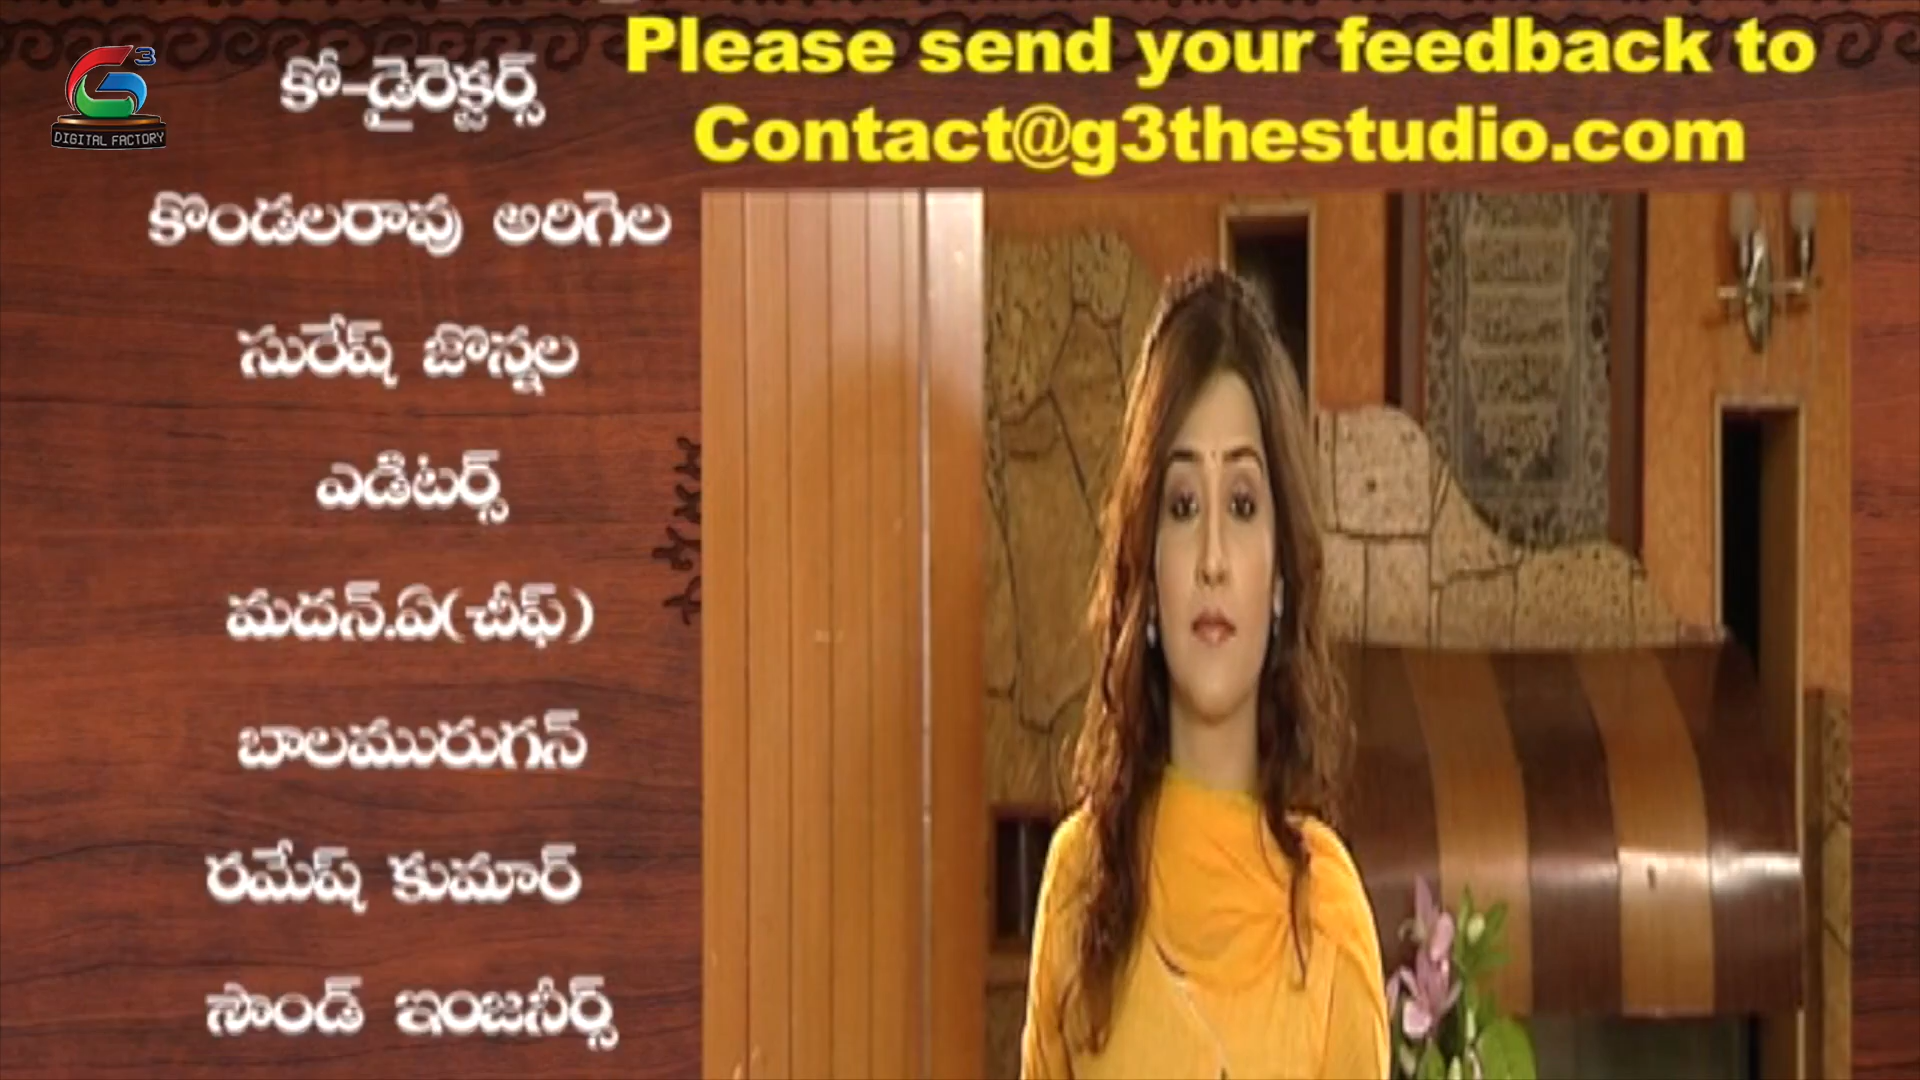 G3
DIGITAL FACTORY
Please send your feedback to
Contact@g3thestudio.com
కో-డైరెక్టర్స్
కొండలరావు అరిగెల
సురేష్ జొన్నల
ఎడిటర్స్
మదన్.ఏ(చీఫ్)
బాలమురుగన్
రమేష్ కుమార్
సౌండ్ ఇంజనీర్స్